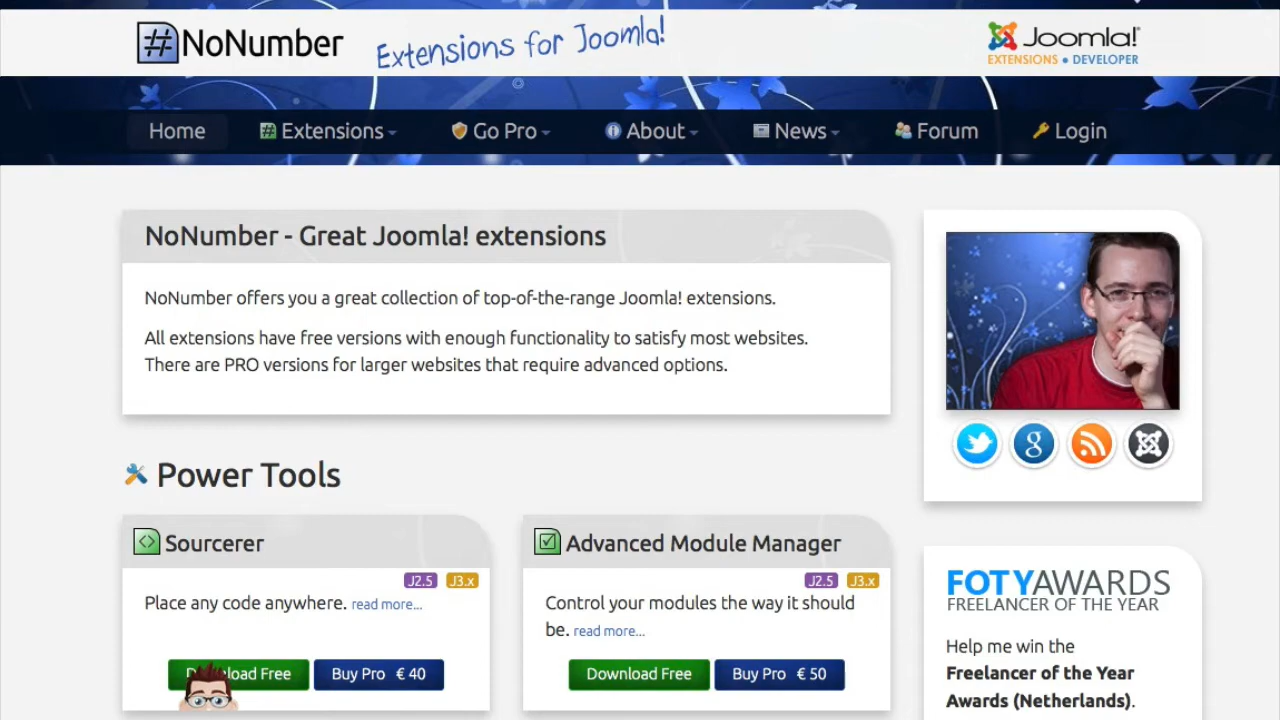 #NoNumber Extensions for Joomla!
Joomla!®
EXTENSIONS • DEVELOPER
Home Extensions Go Pro About News Forum Login
NoNumber - Great Joomla! extensions
NoNumber offers you a great collection of top-of-the-range Joomla! extensions.
All extensions have free versions with enough functionality to satisfy most websites.
There are PRO versions for larger websites that require advanced options.
Power Tools
Sourcerer
J2.5 J3.x
Place any code anywhere. read more...
Download Free Buy Pro € 40
Advanced Module Manager
J2.5 J3.x
Control your modules the way it should
be. read more...
Download Free Buy Pro € 50
FOTYAWARDS
FREELANCER OF THE YEAR
Help me win the
Freelancer of the Year
Awards (Netherlands).